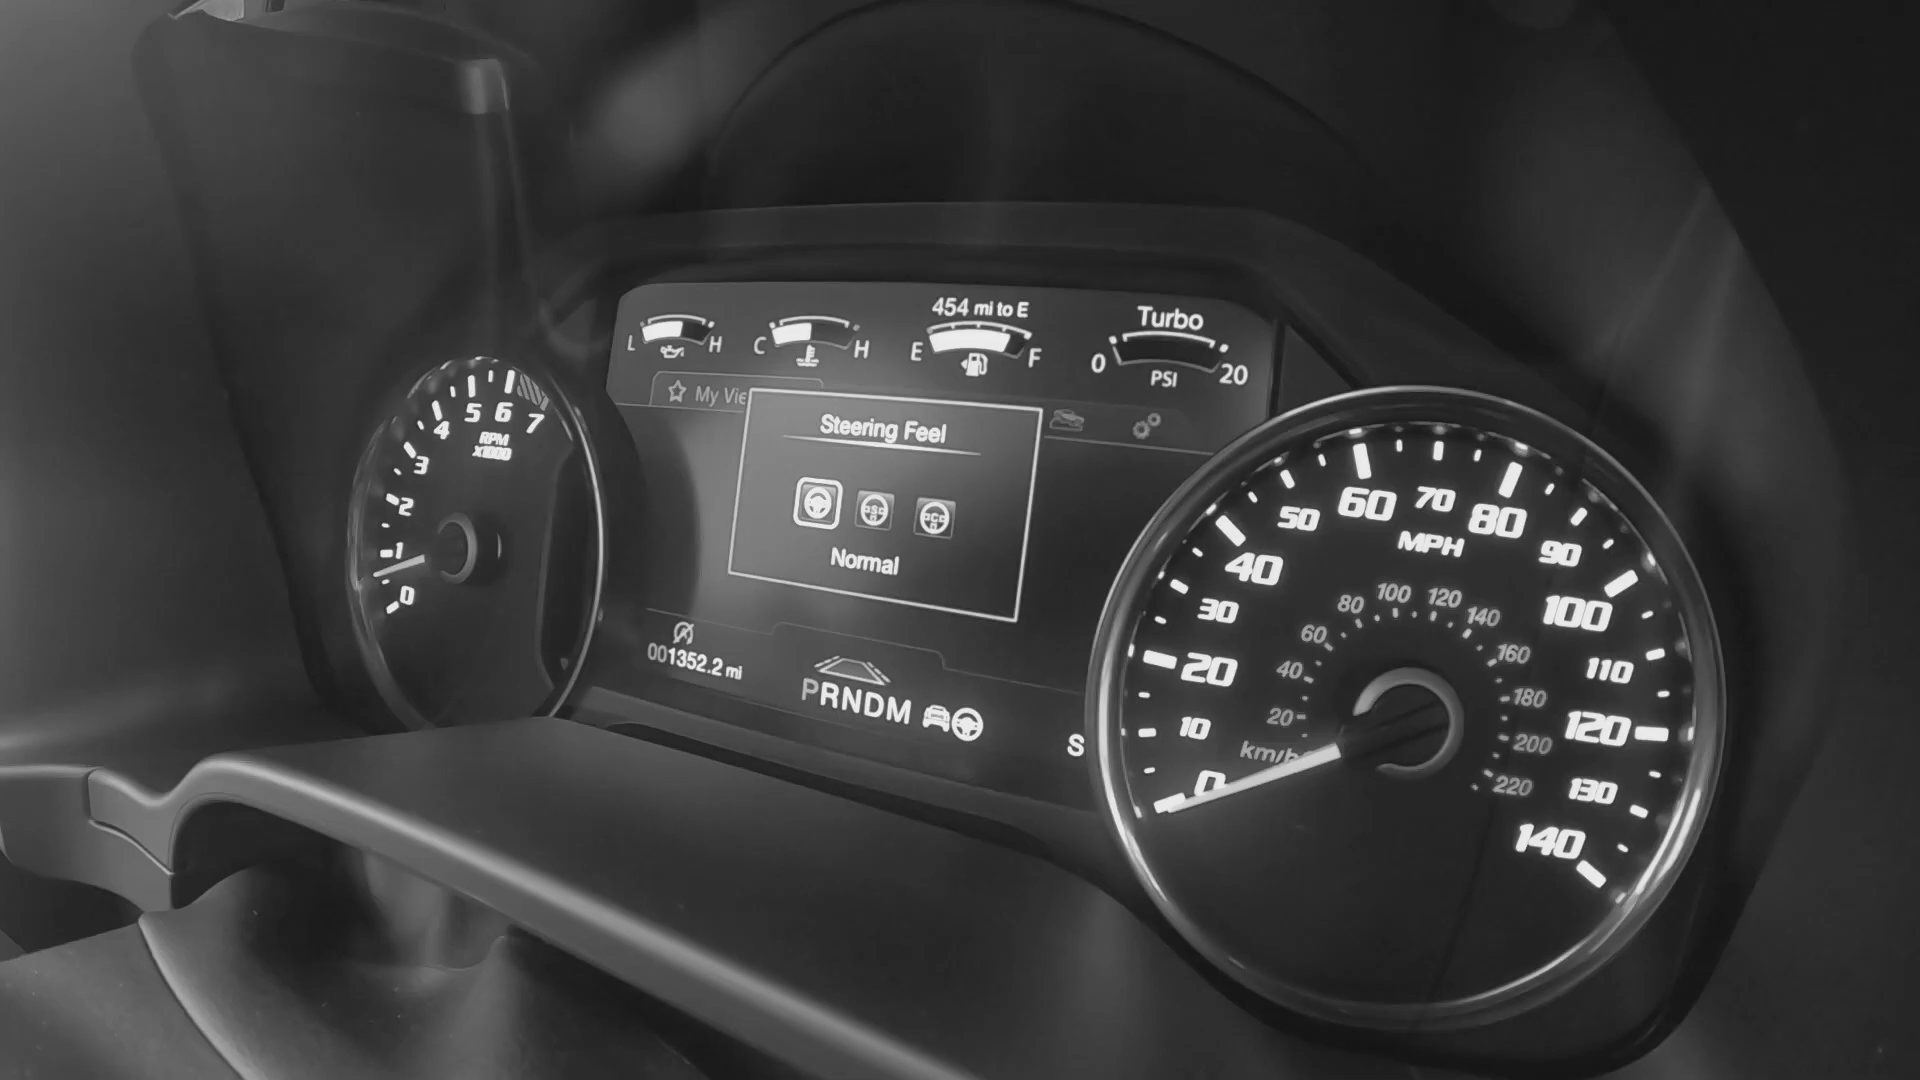 454 mi to E
L H
C H
E F
Turbo
0 20
PSI
My Vie
Steering Feel
S
C
Normal
001352.2 mi
PRNDM
S
0
1
2
3
4
5
6
7
RPM
x1000
0
10
20
30
40
50
60
70
80
90
100
110
120
130
140
MPH
km/h
20
40
60
80
100
120
140
160
180
200
220